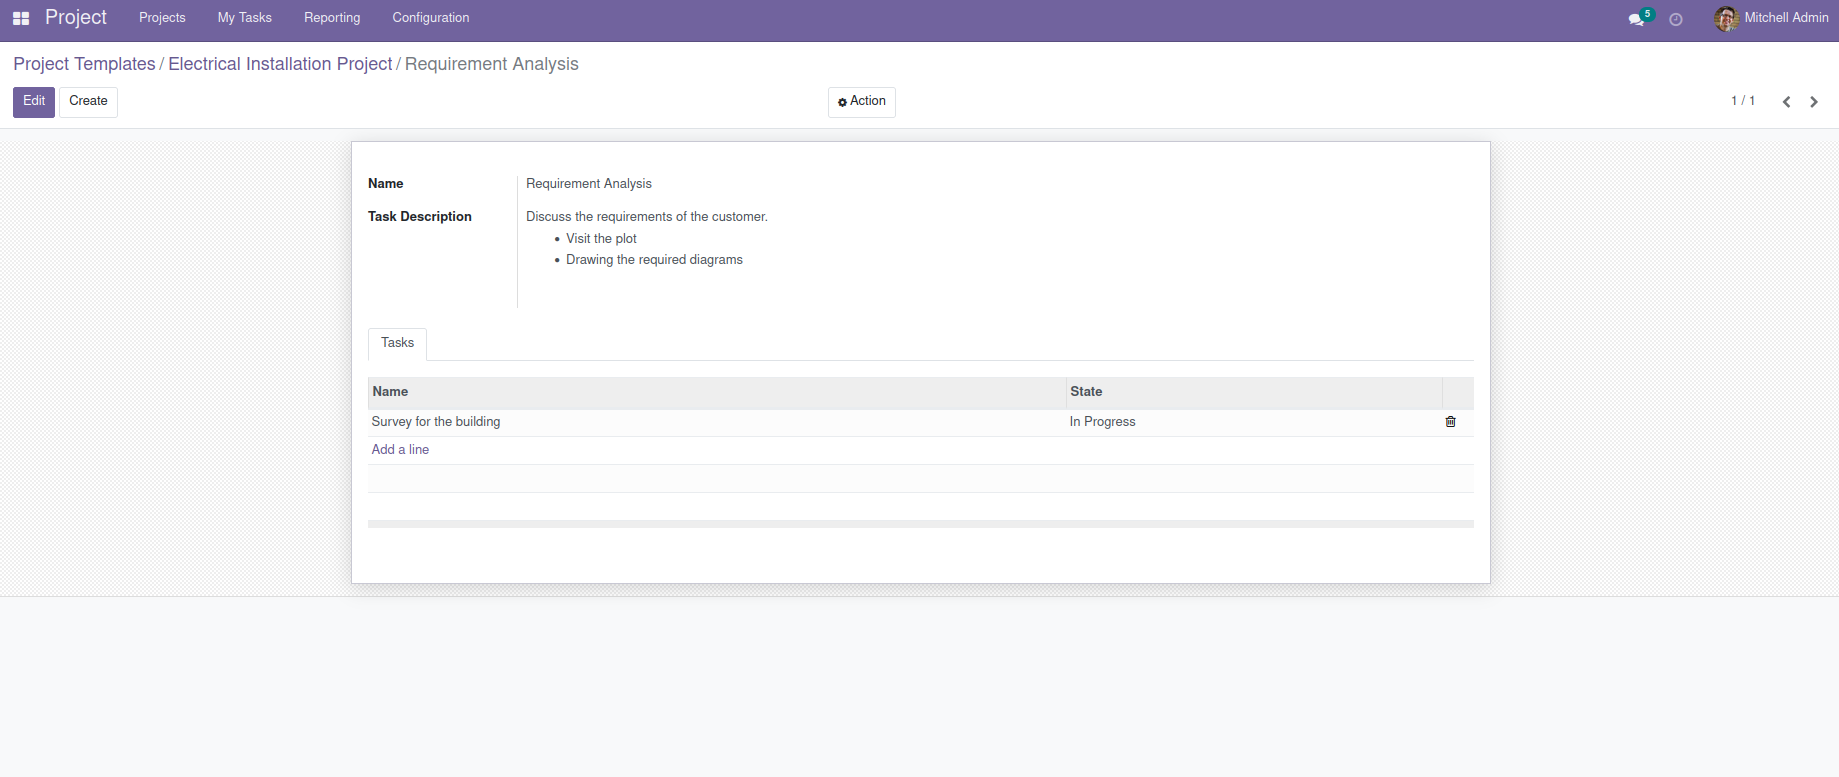 Project Projects My Tasks Reporting Configuration 5 Mitchell Admin
Project Templates / Electrical Installation Project / Requirement Analysis
Edit Create Action 1 / 1
Name Requirement Analysis
Task Description Discuss the requirements of the customer.
• Visit the plot
• Drawing the required diagrams
Tasks
Name State
Survey for the building In Progress
Add a line